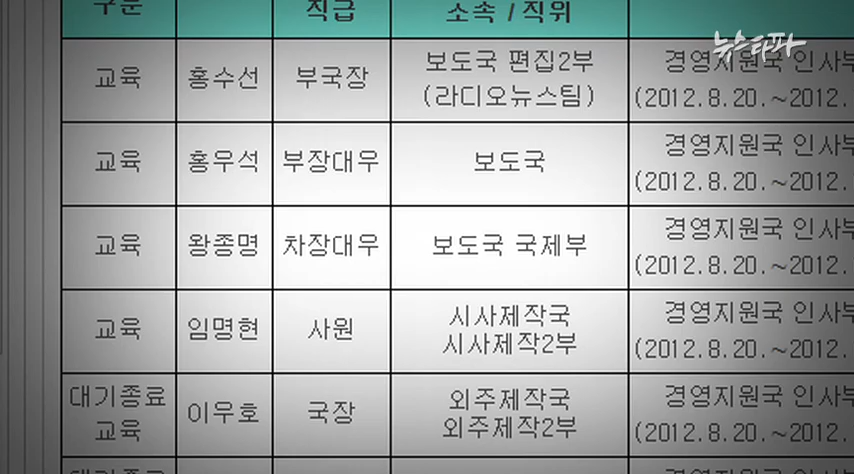 구분 직급 소속 / 직위
뉴스타파
교육 홍수선 부국장 보도국 편집2부 경영지원국 인사부
(라디오뉴스팀) (2012.8.20.~2012.
교육 홍우석 부장대우 보도국 경영지원국 인사부
(2012.8.20.~2012.
교육 왕종명 차장대우 보도국 국제부 경영지원국 인사부
(2012.8.20.~2012.
교육 임명현 사원 시사제작국 경영지원국 인사부
시사제작2부 (2012.8.20.~2012.
대기종료 이우호 국장 외주제작국 경영지원국 인사부
교육 외주제작2부 (2012.8.20.~2012.